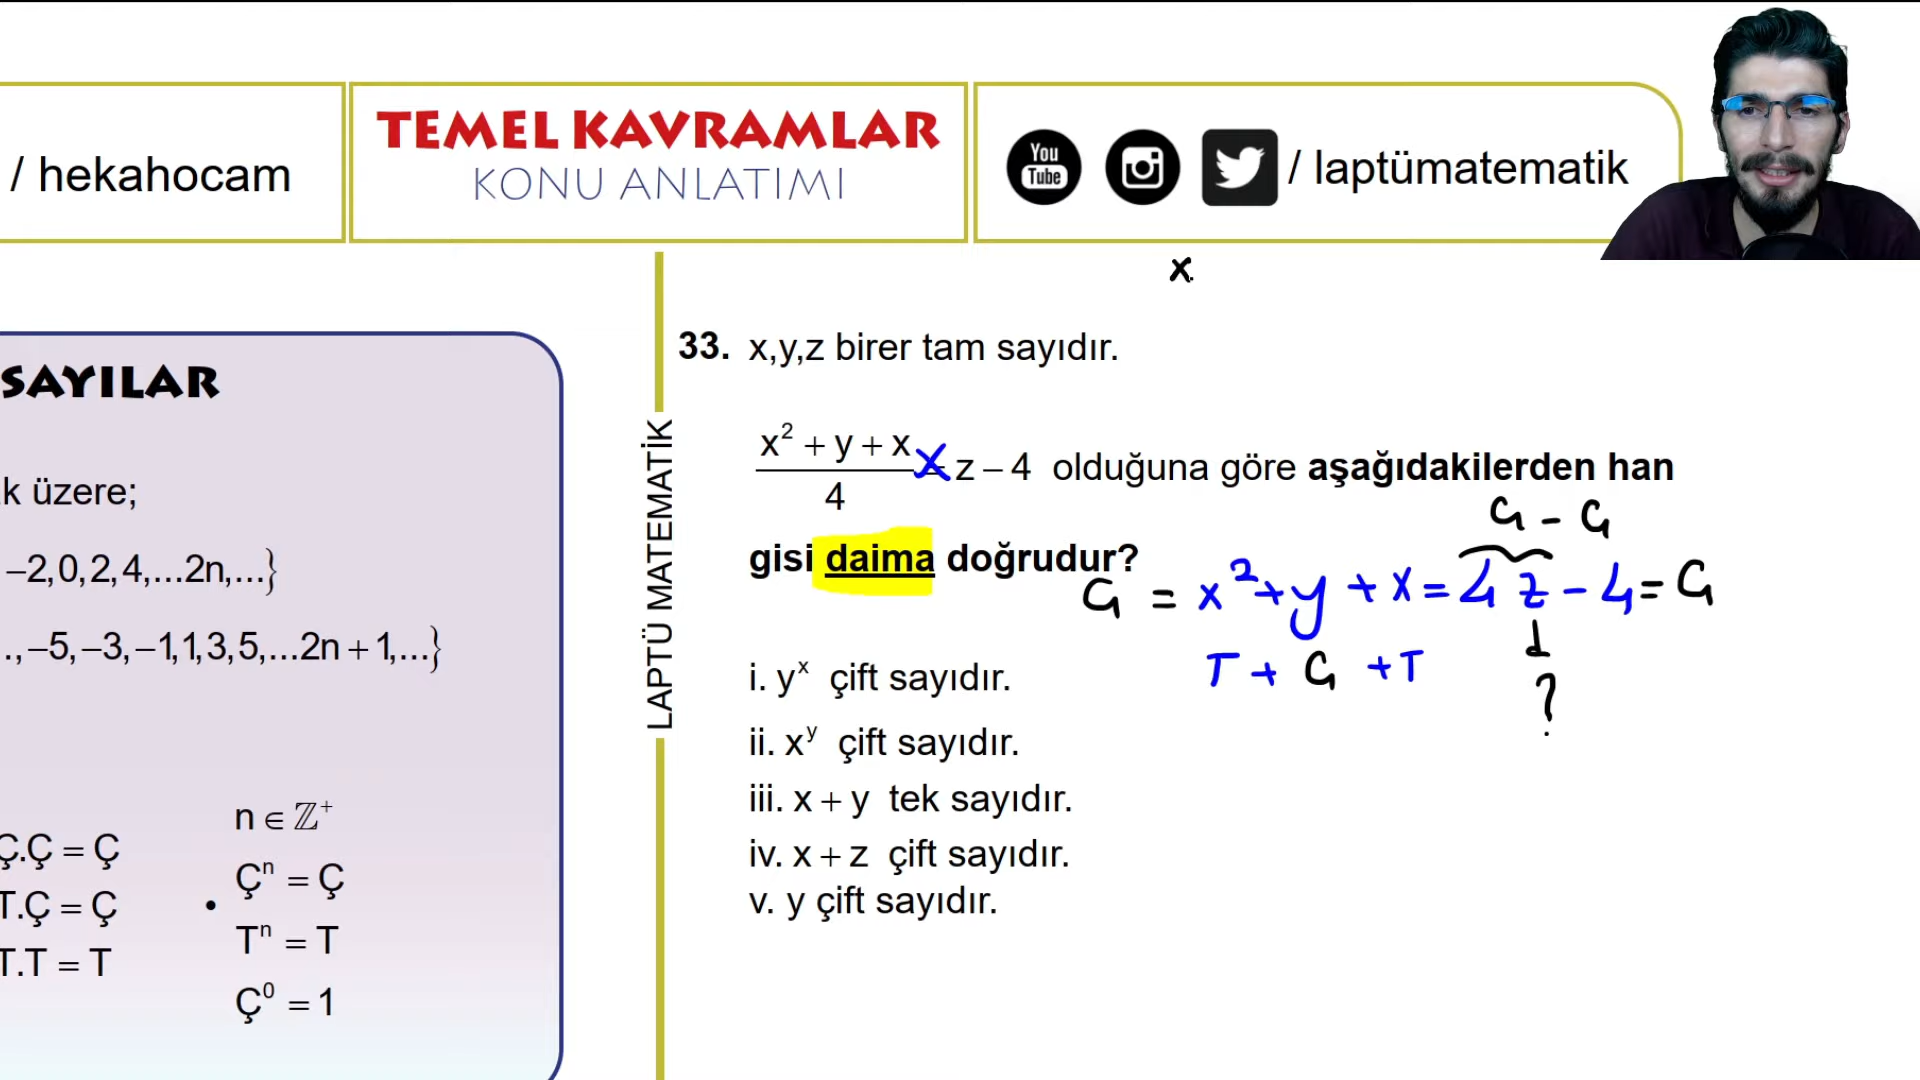 / hekahocam
TEMEL KAVRAMLAR
KONU ANLATIMI
You Tube
/ laptümatematik
x
SAYILAR
k üzere;
−2,0,2,4,...2n,...}
.,−5,−3,−1,1,3,5,...2n+1,...}
Ç.Ç = Ç
T.Ç = Ç
T.T = T
n ∈ ℤ⁺
• Çⁿ = Ç
Tⁿ = T
Ç⁰ = 1
LAPTÜ MATEMATİK
33. x,y,z birer tam sayıdır.
x² + y + x
4
x z − 4 olduğuna göre aşağıdakilerden han
gisi daima doğrudur?
Ç − Ç
Ç = x² + y + x = 4z − 4 = Ç
T + Ç + T
?
i. yˣ çift sayıdır.
ii. xʸ çift sayıdır.
iii. x + y tek sayıdır.
iv. x + z çift sayıdır.
v. y çift sayıdır.